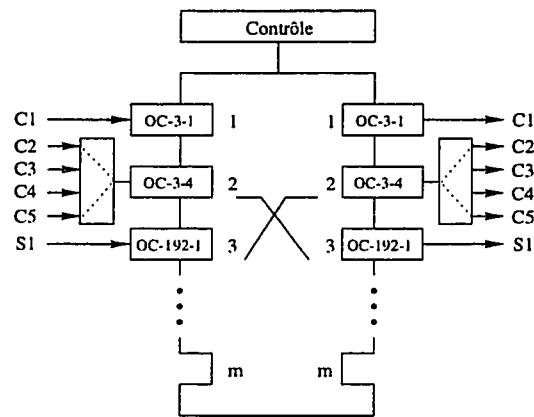 Contrôle
C1 OC-3-1 1 1 OC-3-1 C1
C2 C2
C3 OC-3-4 2 2 OC-3-4 C3
C4 C4
C5 C5
S1 OC-192-1 3 3 OC-192-1 S1
m m